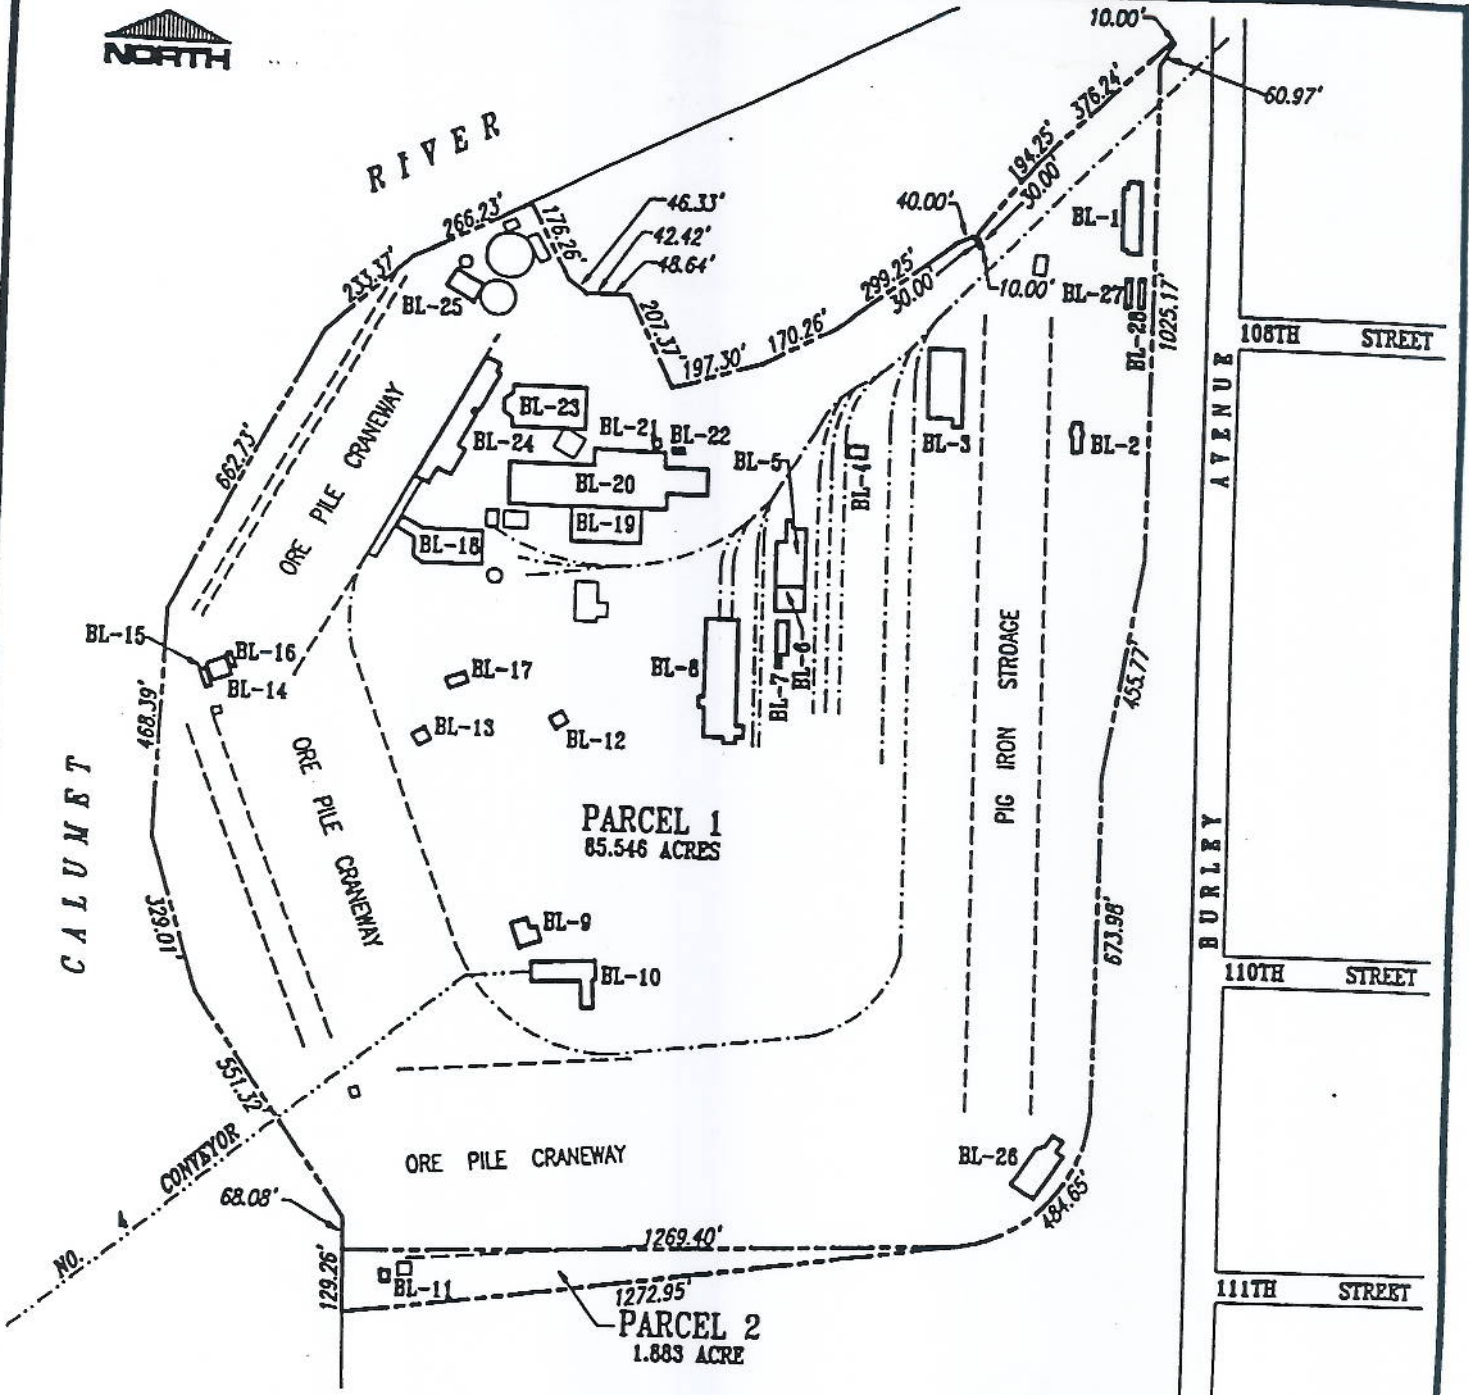 NORTH
RIVER
10.00'
60.97'
376.24'
194.25'
30.00'
40.00'
10.00'
299.25'
30.00'
170.26'
197.30'
207.37'
46.33'
42.42'
48.64'
176.26'
266.23'
233.37'
BL-25
BL-1
BL-27
BL-28
1025.17'
108TH STREET
BL-23
BL-24
BL-21
BL-22
BL-20
BL-19
BL-18
BL-5
BL-4
BL-3
BL-2
662.73'
ORE PILE CRANEWAY
BL-15
BL-16
BL-14
BL-17
BL-13
BL-12
BL-8
BL-7
BL-6
PIG IRON STROAGE
455.77'
468.39'
ORE PILE CRANEWAY
CALUMET
PARCEL 1
85.546 ACRES
BURLEY AVENUE
329.01'
BL-9
BL-10
673.98'
110TH STREET
551.32'
NO. 4 CONVEYOR
ORE PILE CRANEWAY
BL-26
484.65'
68.08'
129.26'
1269.40'
BL-11
1272.95'
PARCEL 2
1.883 ACRE
111TH STREET